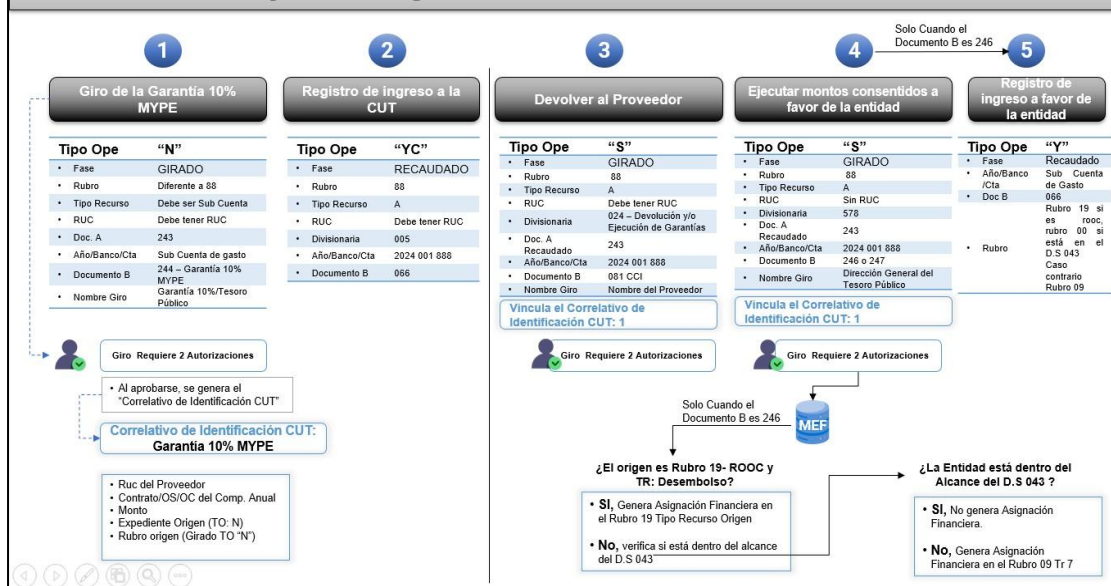 1
2
3
4
Solo Cuando el
Documento B es 246
5
Giro de la Garantía 10%
MYPE
Tipo Ope "N"
• Fase GIRADO
• Rubro Diferente a 88
• Tipo Recurso Debe ser Sub Cuenta
• RUC Debe tener RUC
• Doc. A 243
• Año/Banco/Cta Sub Cuenta de gasto
• Documento B 244 – Garantía 10%
MYPE
• Nombre Giro Garantía 10%/Tesoro
Público
Giro Requiere 2 Autorizaciones
• Al aprobarse, se genera el
"Correlativo de Identificación CUT"
Correlativo de Identificación CUT:
Garantía 10% MYPE
• Ruc del Proveedor
• Contrato/OS/OC del Comp. Anual
• Monto
• Expediente Origen (TO: N)
• Rubro origen (Girado TO "N")
Registro de ingreso a la
CUT
Tipo Ope "YC"
• Fase RECAUDADO
• Rubro 88
• Tipo Recurso A
• RUC Debe tener RUC
• Divisionaria 005
• Año/Banco/Cta 2024 001 888
• Documento B 066
Devolver al Proveedor
Tipo Ope "S"
• Fase GIRADO
• Rubro 88
• Tipo Recurso A
• RUC Debe tener RUC
• Divisionaria 024 – Devolución y/o
Ejecución de Garantías
• Doc. A
Recaudado 243
• Año/Banco/Cta 2024 001 888
• Documento B 081 CCI
• Nombre Giro Nombre del Proveedor
Vincula el Correlativo de
Identificación CUT: 1
Giro Requiere 2 Autorizaciones
Ejecutar montos consentidos a
favor de la entidad
Tipo Ope "S"
• Fase GIRADO
• Rubro 88
• Tipo Recurso A
• RUC Sin RUC
• Divisionaria 578
• Doc. A
Recaudado 243
• Año/Banco/Cta 2024 001 888
• Documento B 246 o 247
• Nombre Giro Dirección General del
Tesoro Público
Vincula el Correlativo de
Identificación CUT: 1
Giro Requiere 2 Autorizaciones
Registro de
ingreso a favor de
la entidad
Tipo Ope "Y"
• Fase Recaudado
• Año/Banco
/Cta Sub Cuenta
de Gasto
• Doc B 066
• Rubro Rubro 19 si
es rooc,
rubro 00 si
está en el
D.S 043
Caso
contrario
Rubro 09
Solo Cuando el
Documento B es 246
MEF
¿El origen es Rubro 19- ROOC y
TR: Desembolso?
• SI, Genera Asignación Financiera en
el Rubro 19 Tipo Recurso Origen
• No, verifica si está dentro del alcance
del D.S 043
¿La Entidad está dentro del
Alcance del D.S 043 ?
• SI, No genera Asignación
Financiera.
• No, Genera Asignación
Financiera en el Rubro 09 Tr 7